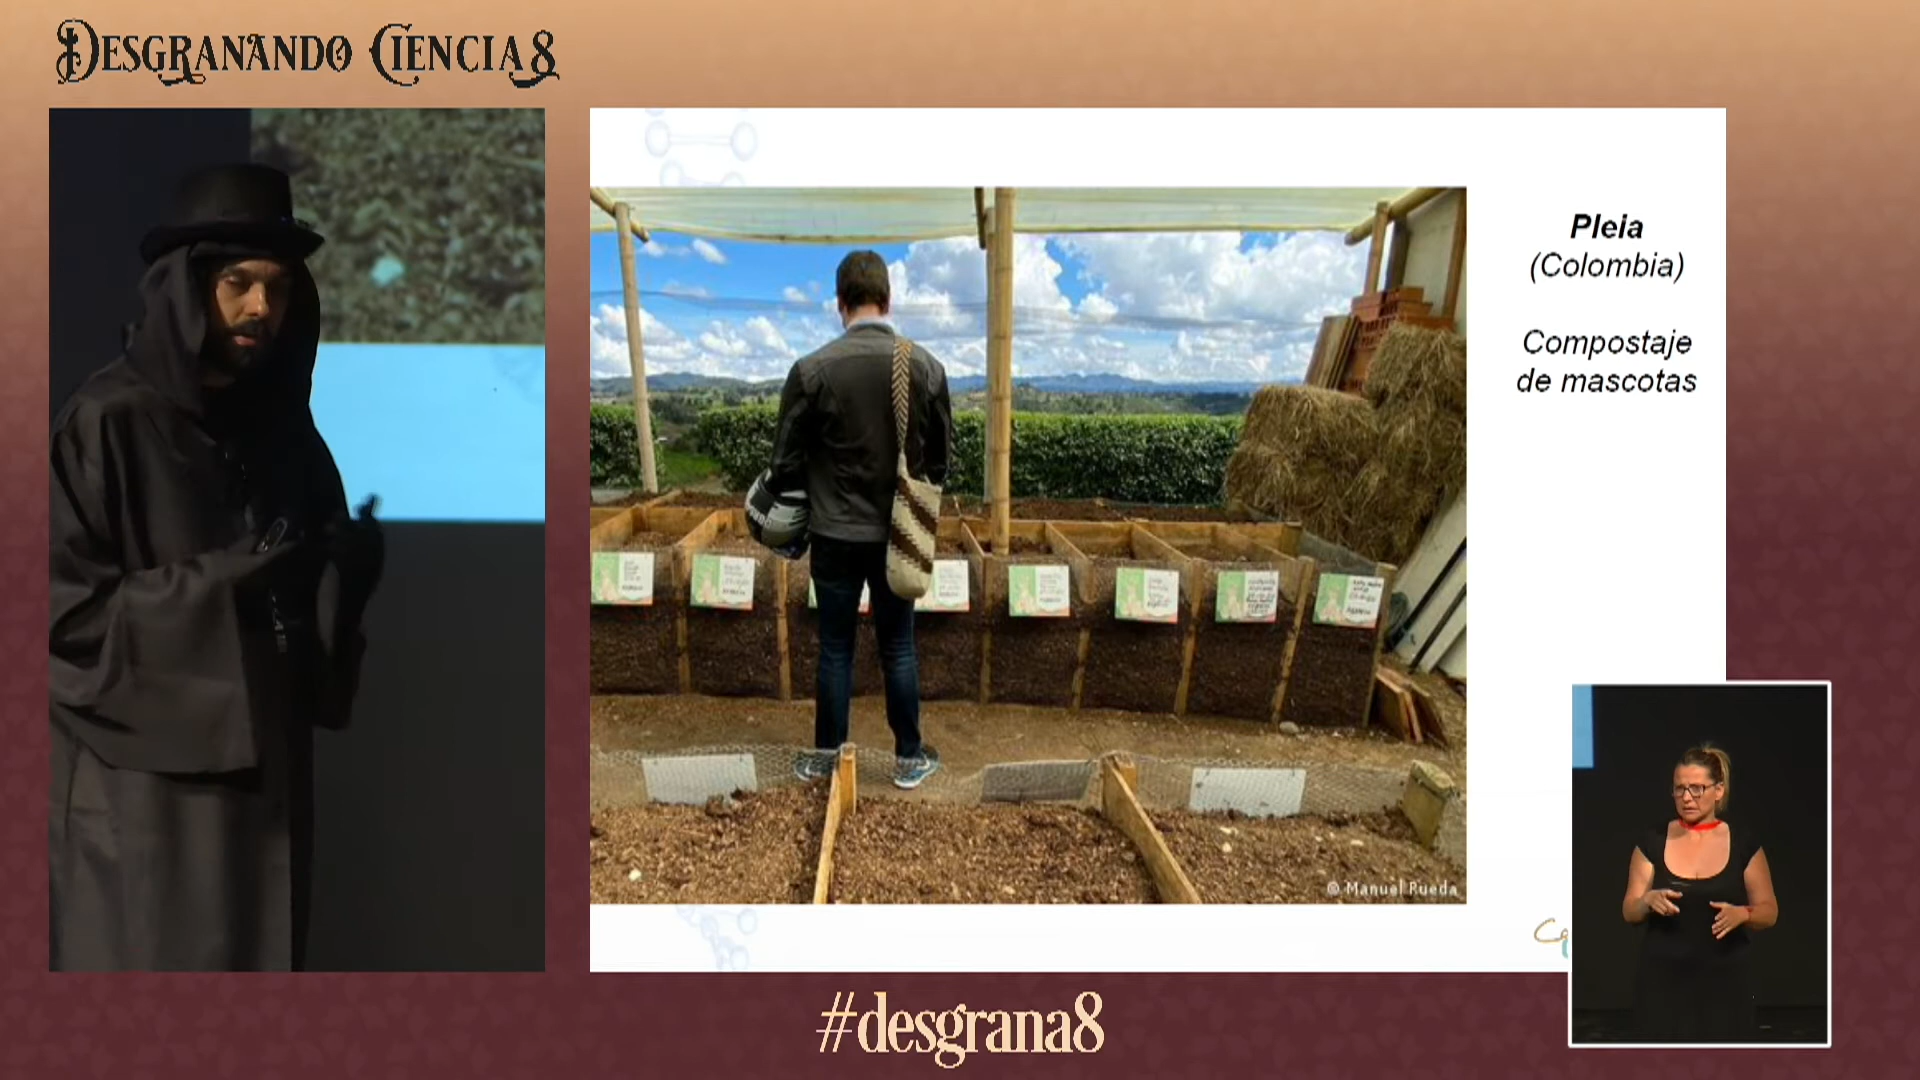 DESGRANANDO CIENCIA8
Pleia
(Colombia)
Compostaje
de mascotas
© Manuel Rueda
#desgrana8